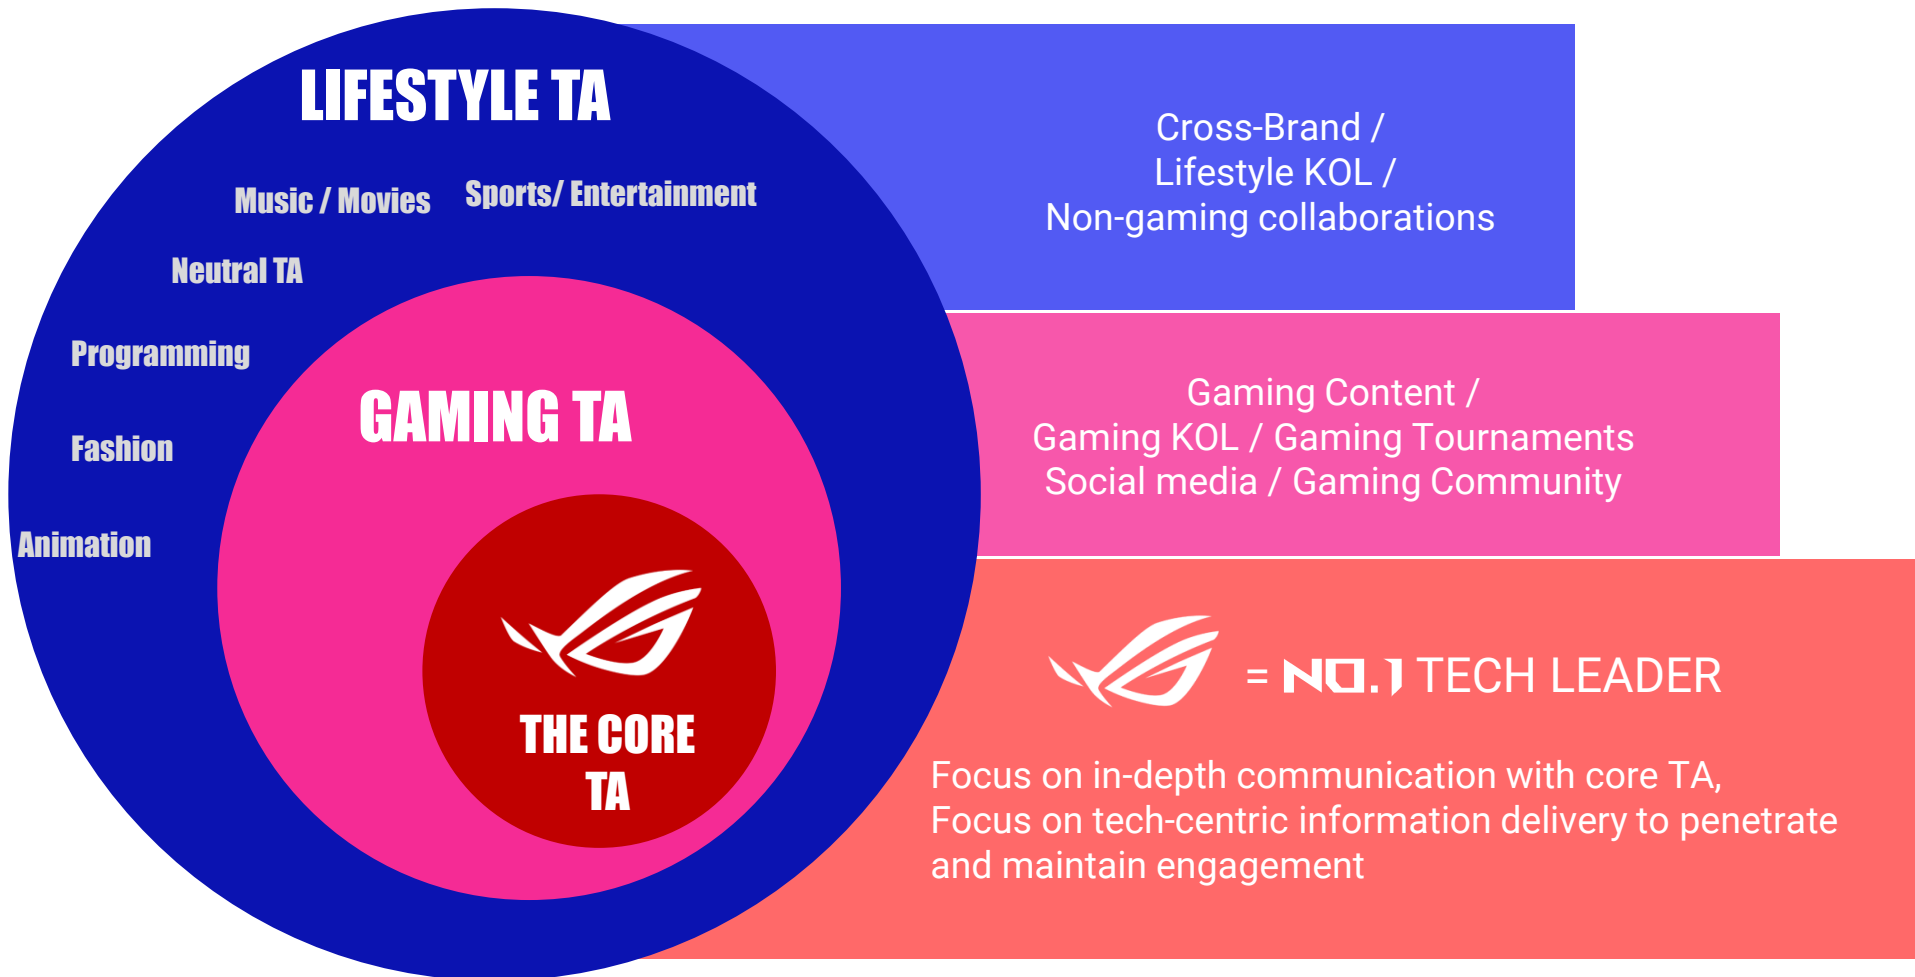 LIFESTYLE TA
Music / Movies
Sports/ Entertainment
Neutral TA
Programming
Fashion
Animation
GAMING TA
THE CORE
TA
Cross-Brand /
Lifestyle KOL /
Non-gaming collaborations
Gaming Content /
Gaming KOL / Gaming Tournaments
Social media / Gaming Community
= NO.1 TECH LEADER
Focus on in-depth communication with core TA,
Focus on tech-centric information delivery to penetrate
and maintain engagement